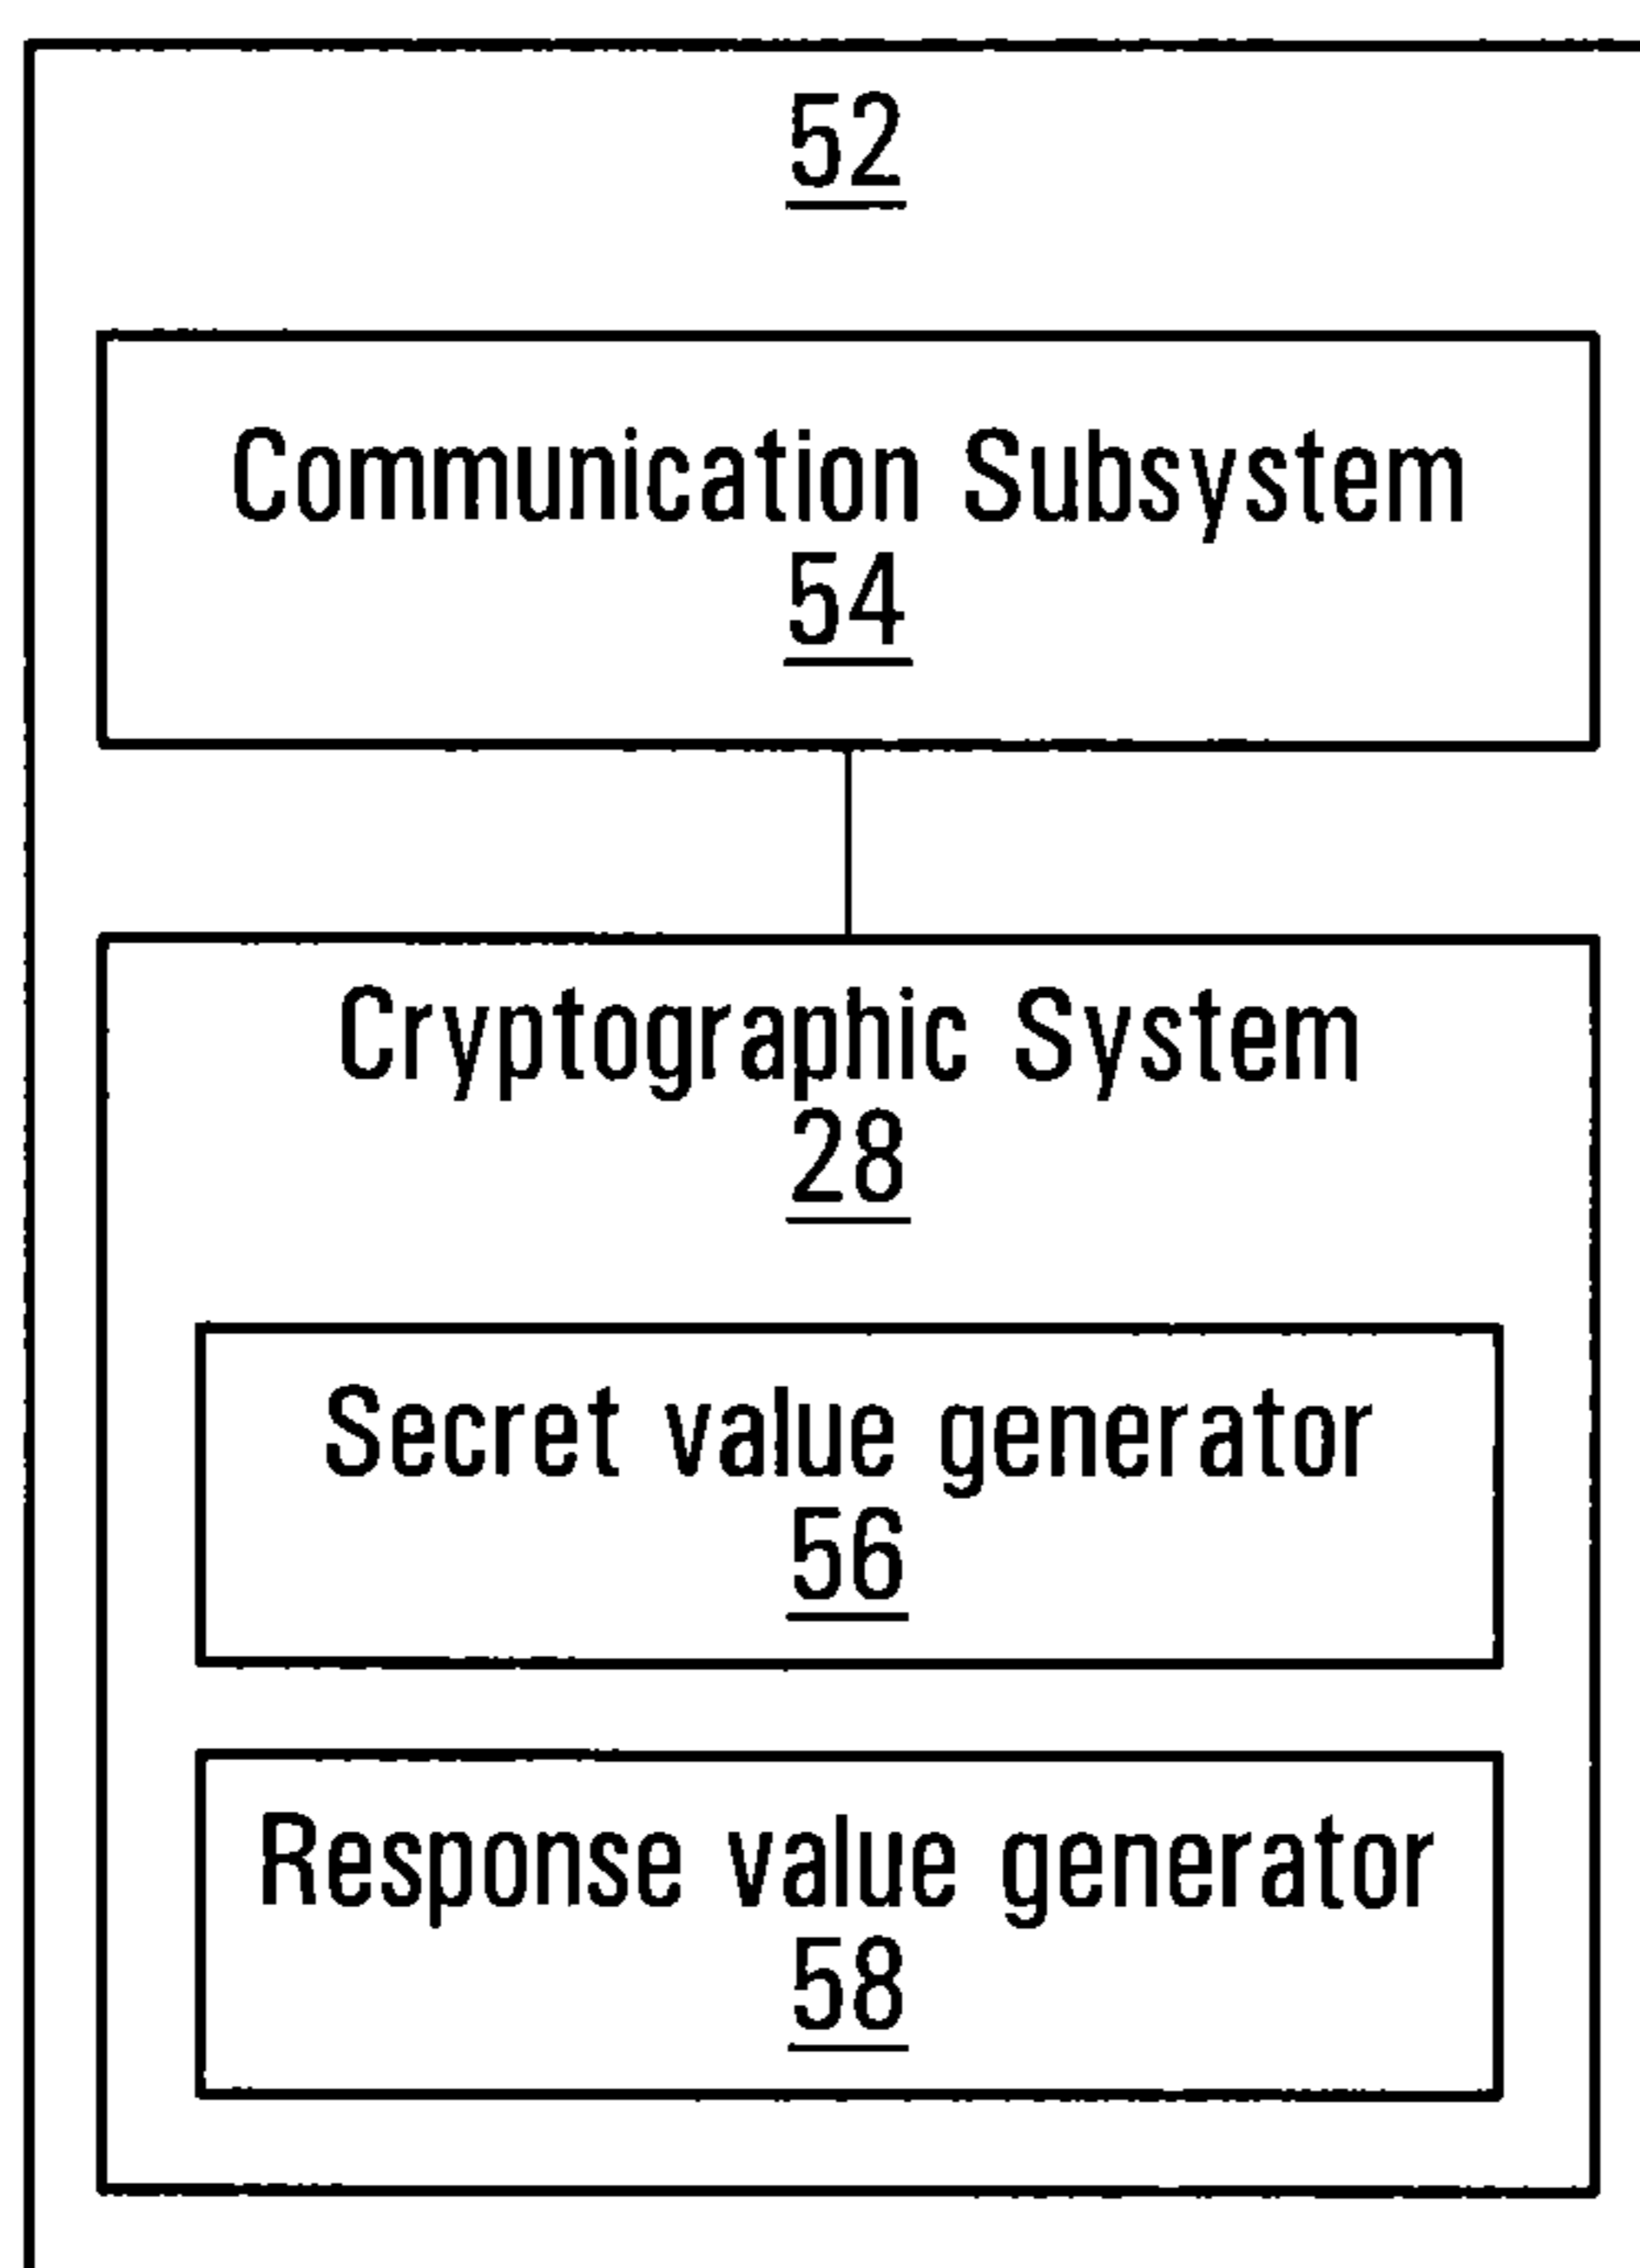 52
Communication Subsystem
54
Cryptographic System
28
Secret value generator
56
Response value generator
58